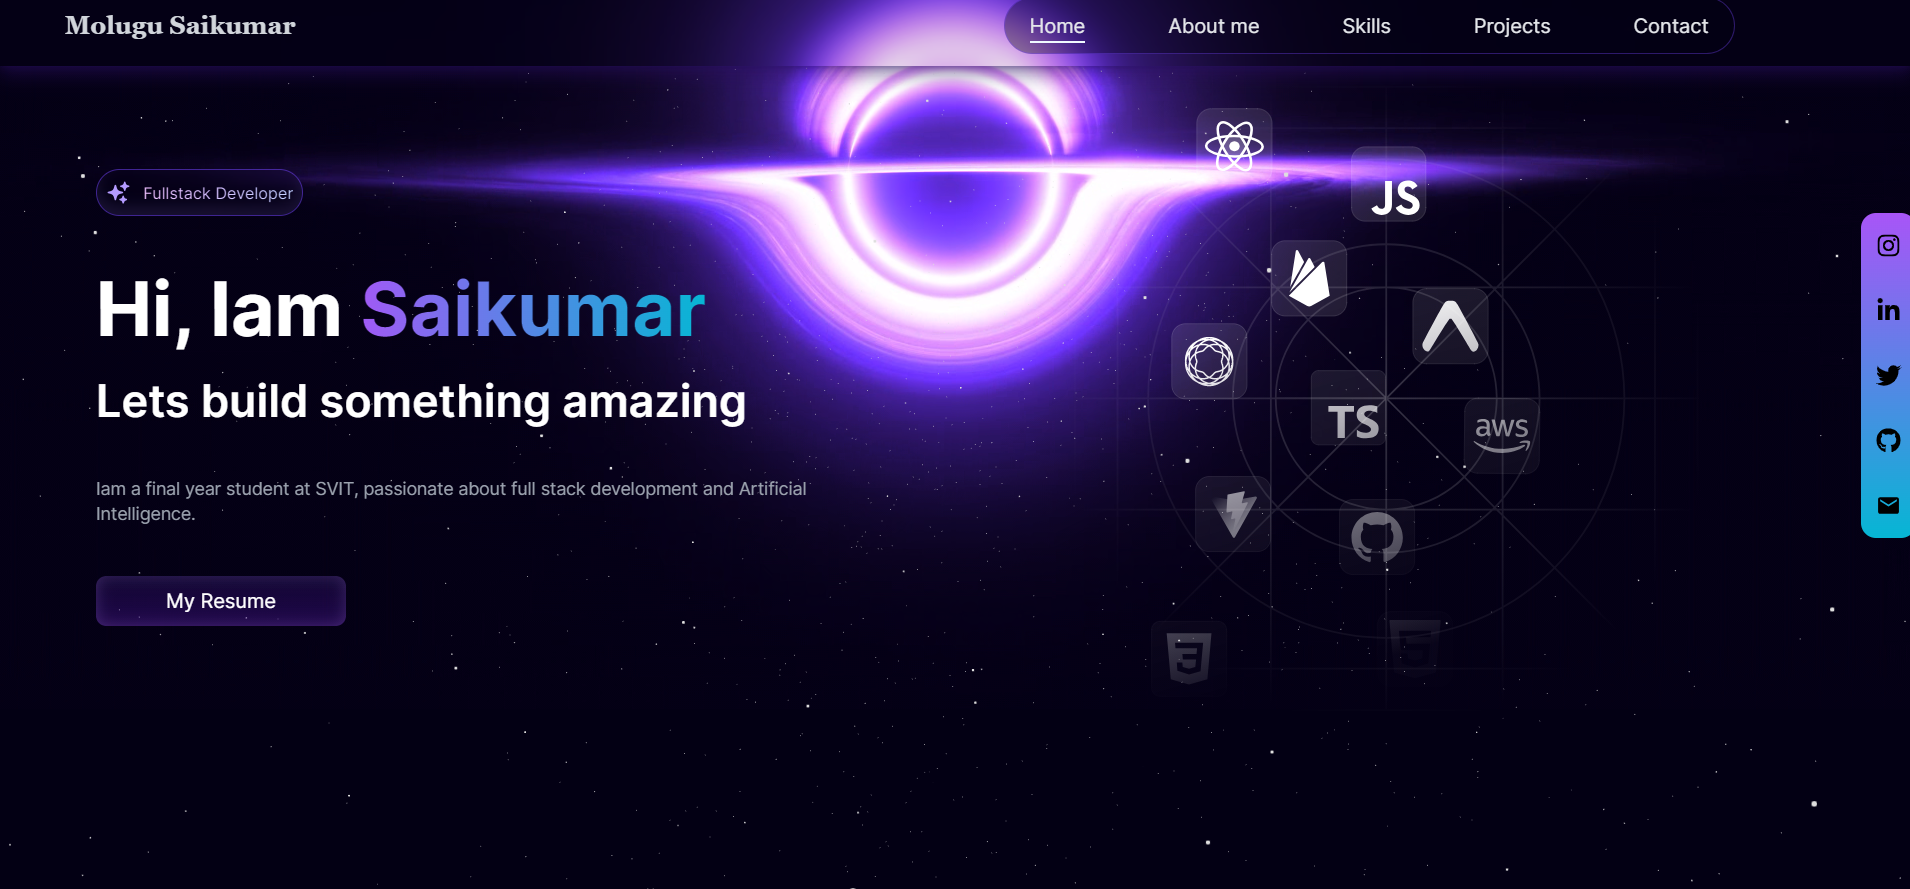 Molugu Saikumar
Home
About me
Skills
Projects
Contact
Fullstack Developer
Hi, Iam Saikumar
Lets build something amazing
Iam a final year student at SVIT, passionate about full stack development and Artificial
Intelligence.
My Resume
JS
TS
aws
in
3